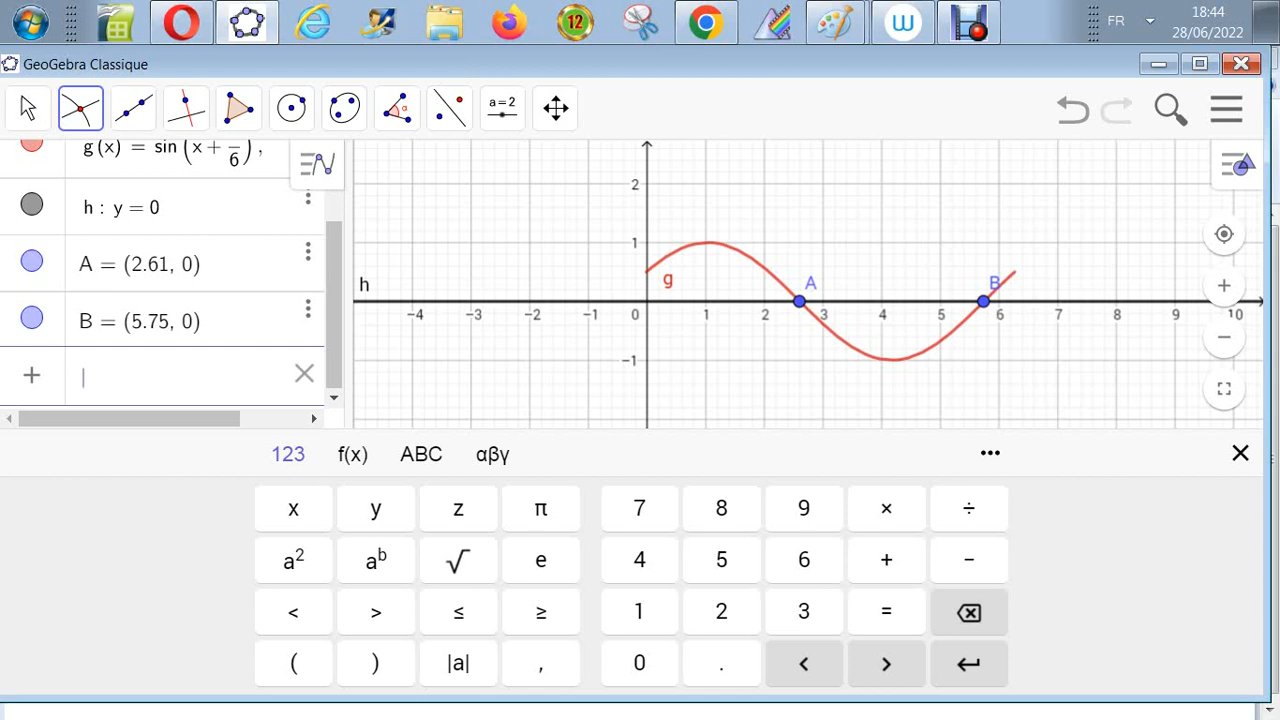 12
W
FR
18:44
28/06/2022
GeoGebra Classique
α
a=2
g(x) = sin(x + /6),
h : y = 0
A = (2.61, 0)
B = (5.75, 0)
h
g
A
B
2
1
−1
−4 −3 −2 −1 0 1 2 3 4 5 6 7 8 9 10
123 f(x) ABC αβγ •••
x y z π 7 8 9 × ÷
a² aᵇ √ e 4 5 6 + −
< > ≤ ≥ 1 2 3 =
( ) |a| , 0 . < >